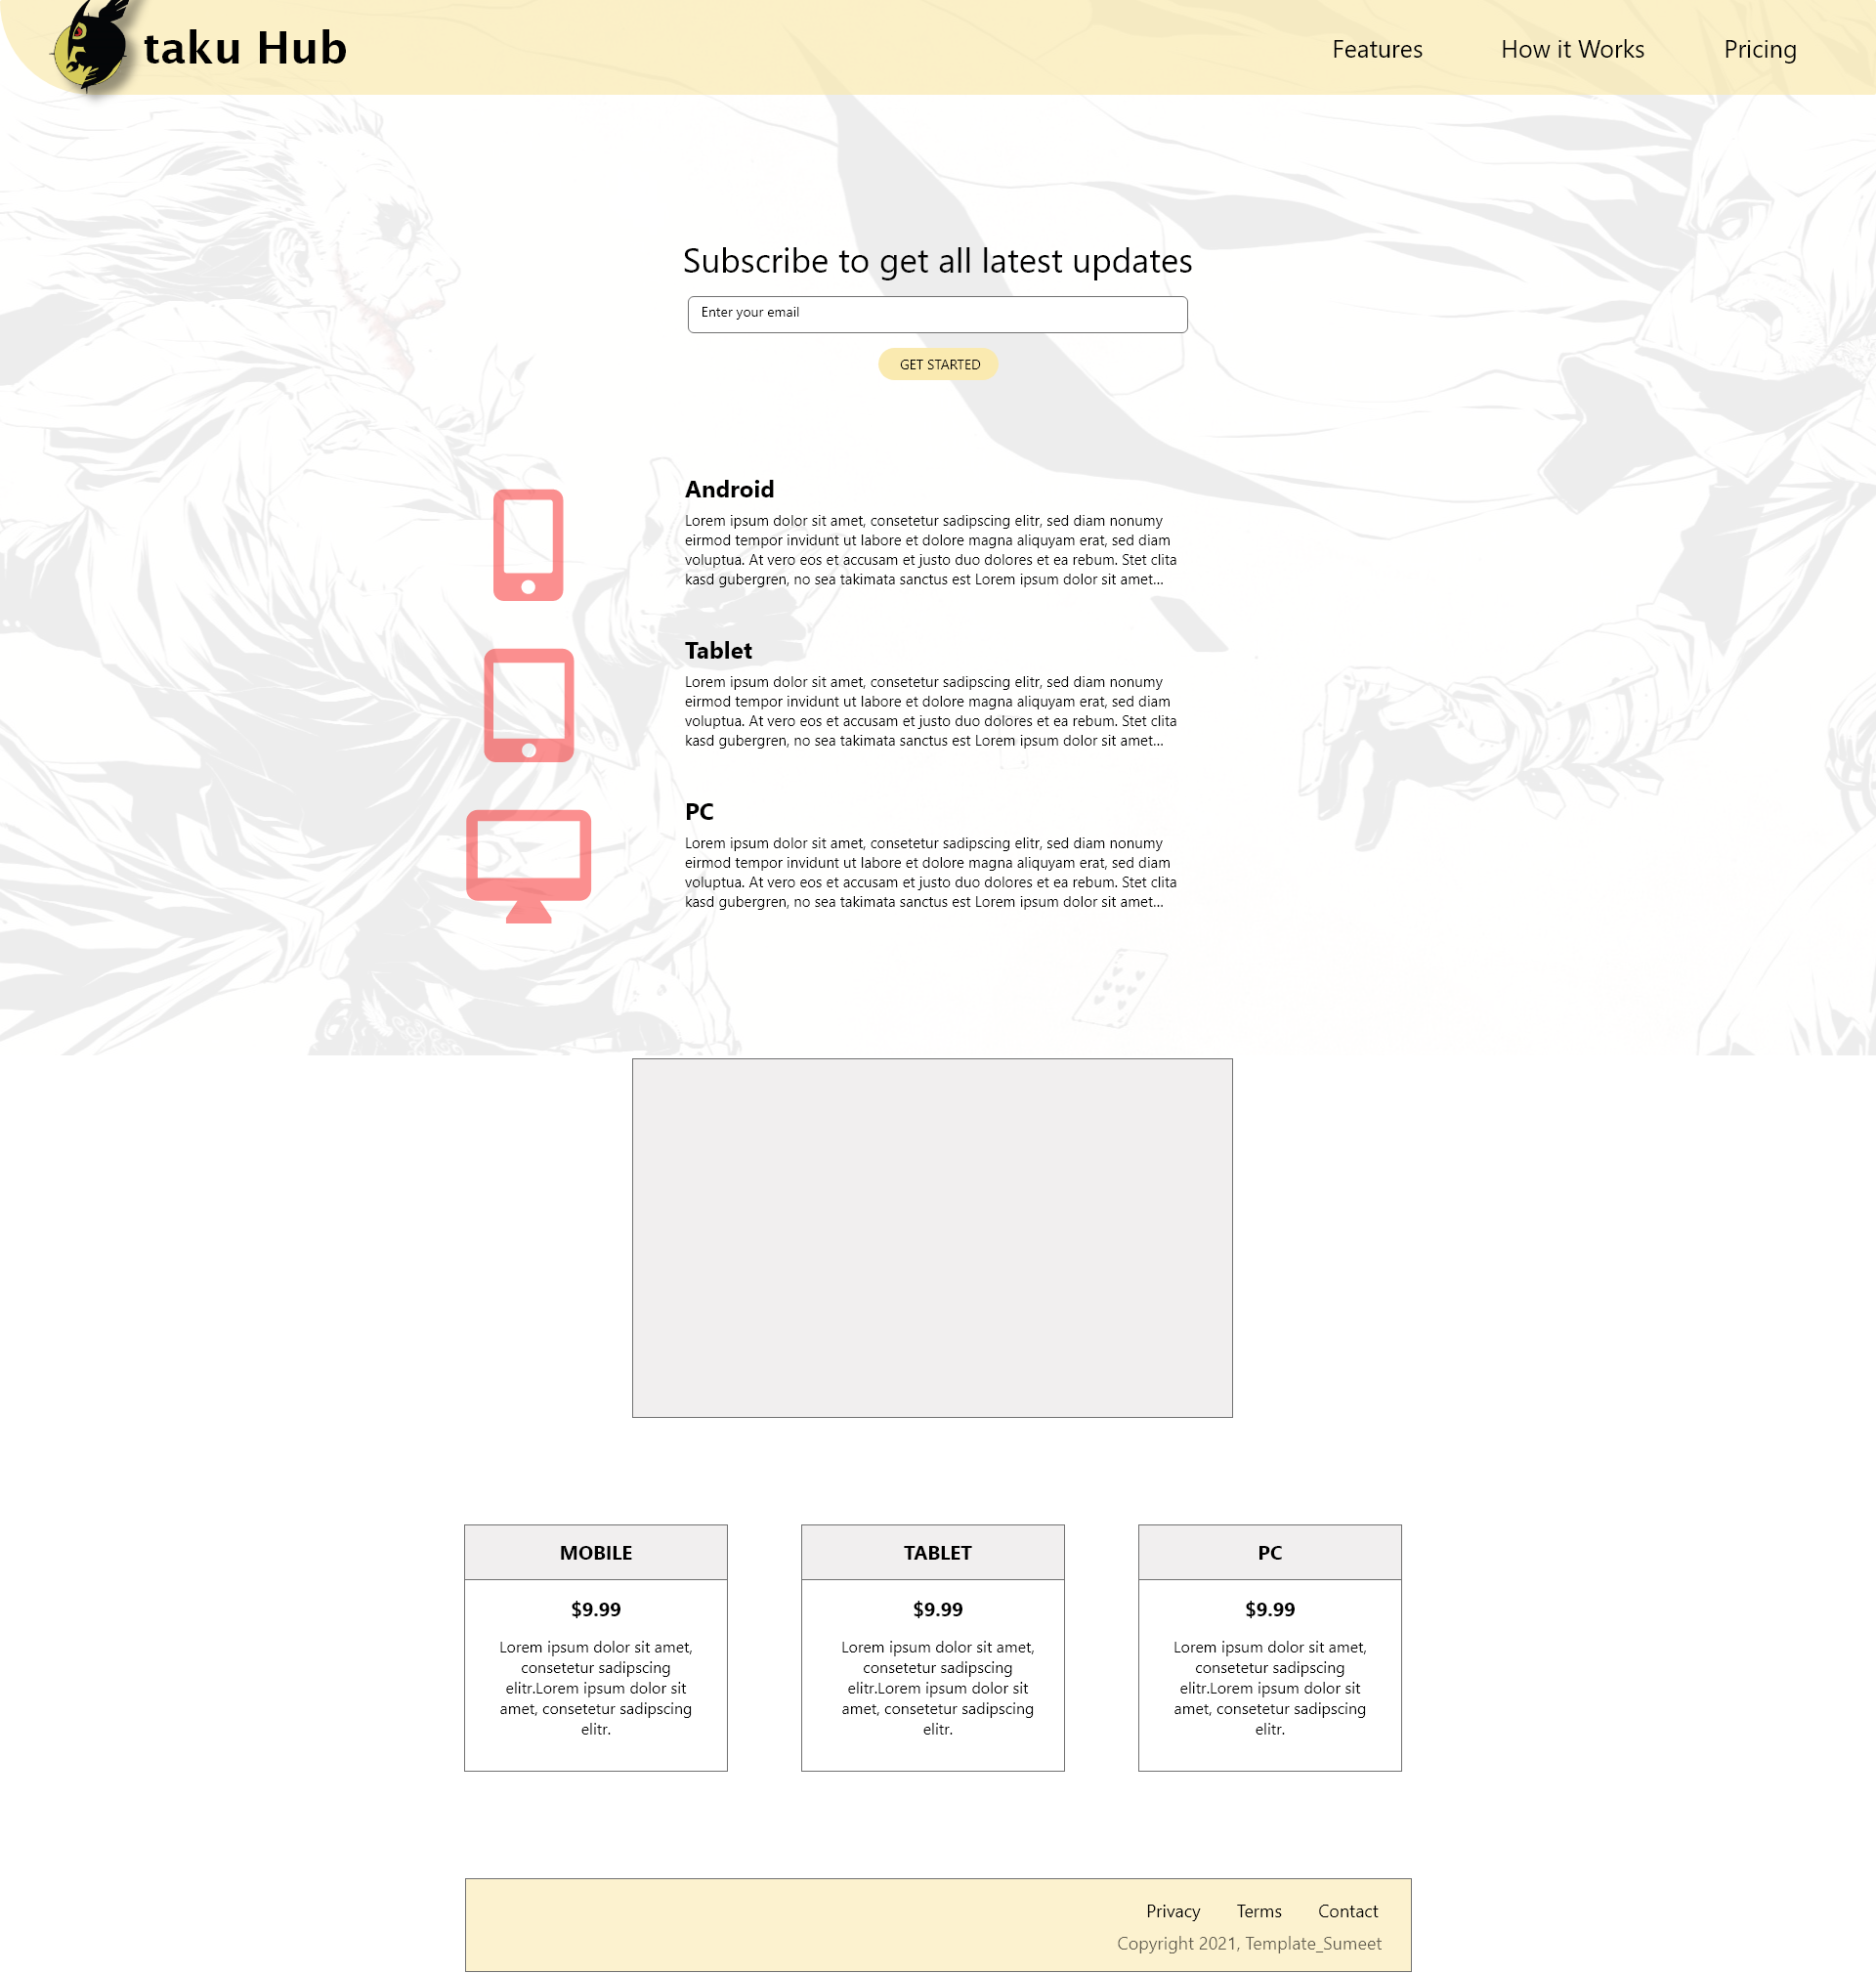 taku Hub
Features
How it Works
Pricing
Subscribe to get all latest updates
Enter your email
GET STARTED
Android
Lorem ipsum dolor sit amet, consetetur sadipscing elitr, sed diam nonumy
eirmod tempor invidunt ut labore et dolore magna aliquyam erat, sed diam
voluptua. At vero eos et accusam et justo duo dolores et ea rebum. Stet clita
kasd gubergren, no sea takimata sanctus est Lorem ipsum dolor sit amet...
Tablet
Lorem ipsum dolor sit amet, consetetur sadipscing elitr, sed diam nonumy
eirmod tempor invidunt ut labore et dolore magna aliquyam erat, sed diam
voluptua. At vero eos et accusam et justo duo dolores et ea rebum. Stet clita
kasd gubergren, no sea takimata sanctus est Lorem ipsum dolor sit amet...
PC
Lorem ipsum dolor sit amet, consetetur sadipscing elitr, sed diam nonumy
eirmod tempor invidunt ut labore et dolore magna aliquyam erat, sed diam
voluptua. At vero eos et accusam et justo duo dolores et ea rebum. Stet clita
kasd gubergren, no sea takimata sanctus est Lorem ipsum dolor sit amet...
MOBILE
$9.99
Lorem ipsum dolor sit amet,
consetetur sadipscing
elitr.Lorem ipsum dolor sit
amet, consetetur sadipscing
elitr.
TABLET
$9.99
Lorem ipsum dolor sit amet,
consetetur sadipscing
elitr.Lorem ipsum dolor sit
amet, consetetur sadipscing
elitr.
PC
$9.99
Lorem ipsum dolor sit amet,
consetetur sadipscing
elitr.Lorem ipsum dolor sit
amet, consetetur sadipscing
elitr.
Privacy
Terms
Contact
Copyright 2021, Template_Sumeet